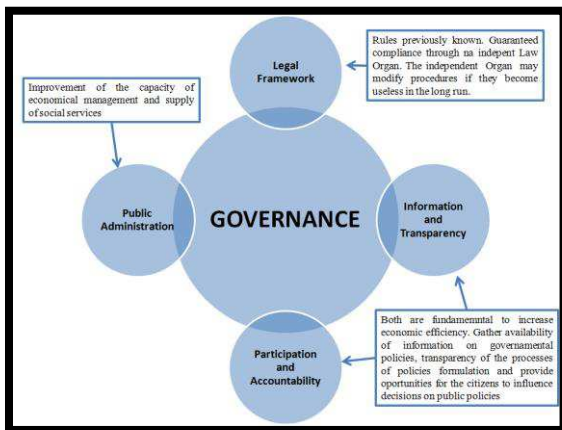 Legal
Framework
Rules previously known. Guaranteed
compliance through na indepent Law
Organ. The independent Organ may
modify procedures if they become
useless in the long run.
Improvement of the capacity of
economical management and supply
of social services
Public
Administration
GOVERNANCE
Information
and
Transparency
Participation
and
Accountability
Both are fundamemntal to increase
economic efficiency. Gather availability
of information on governamental
policies, transparency of the processes
of policies formulation and provide
oportunities for the citizens to influence
decisions on public policies